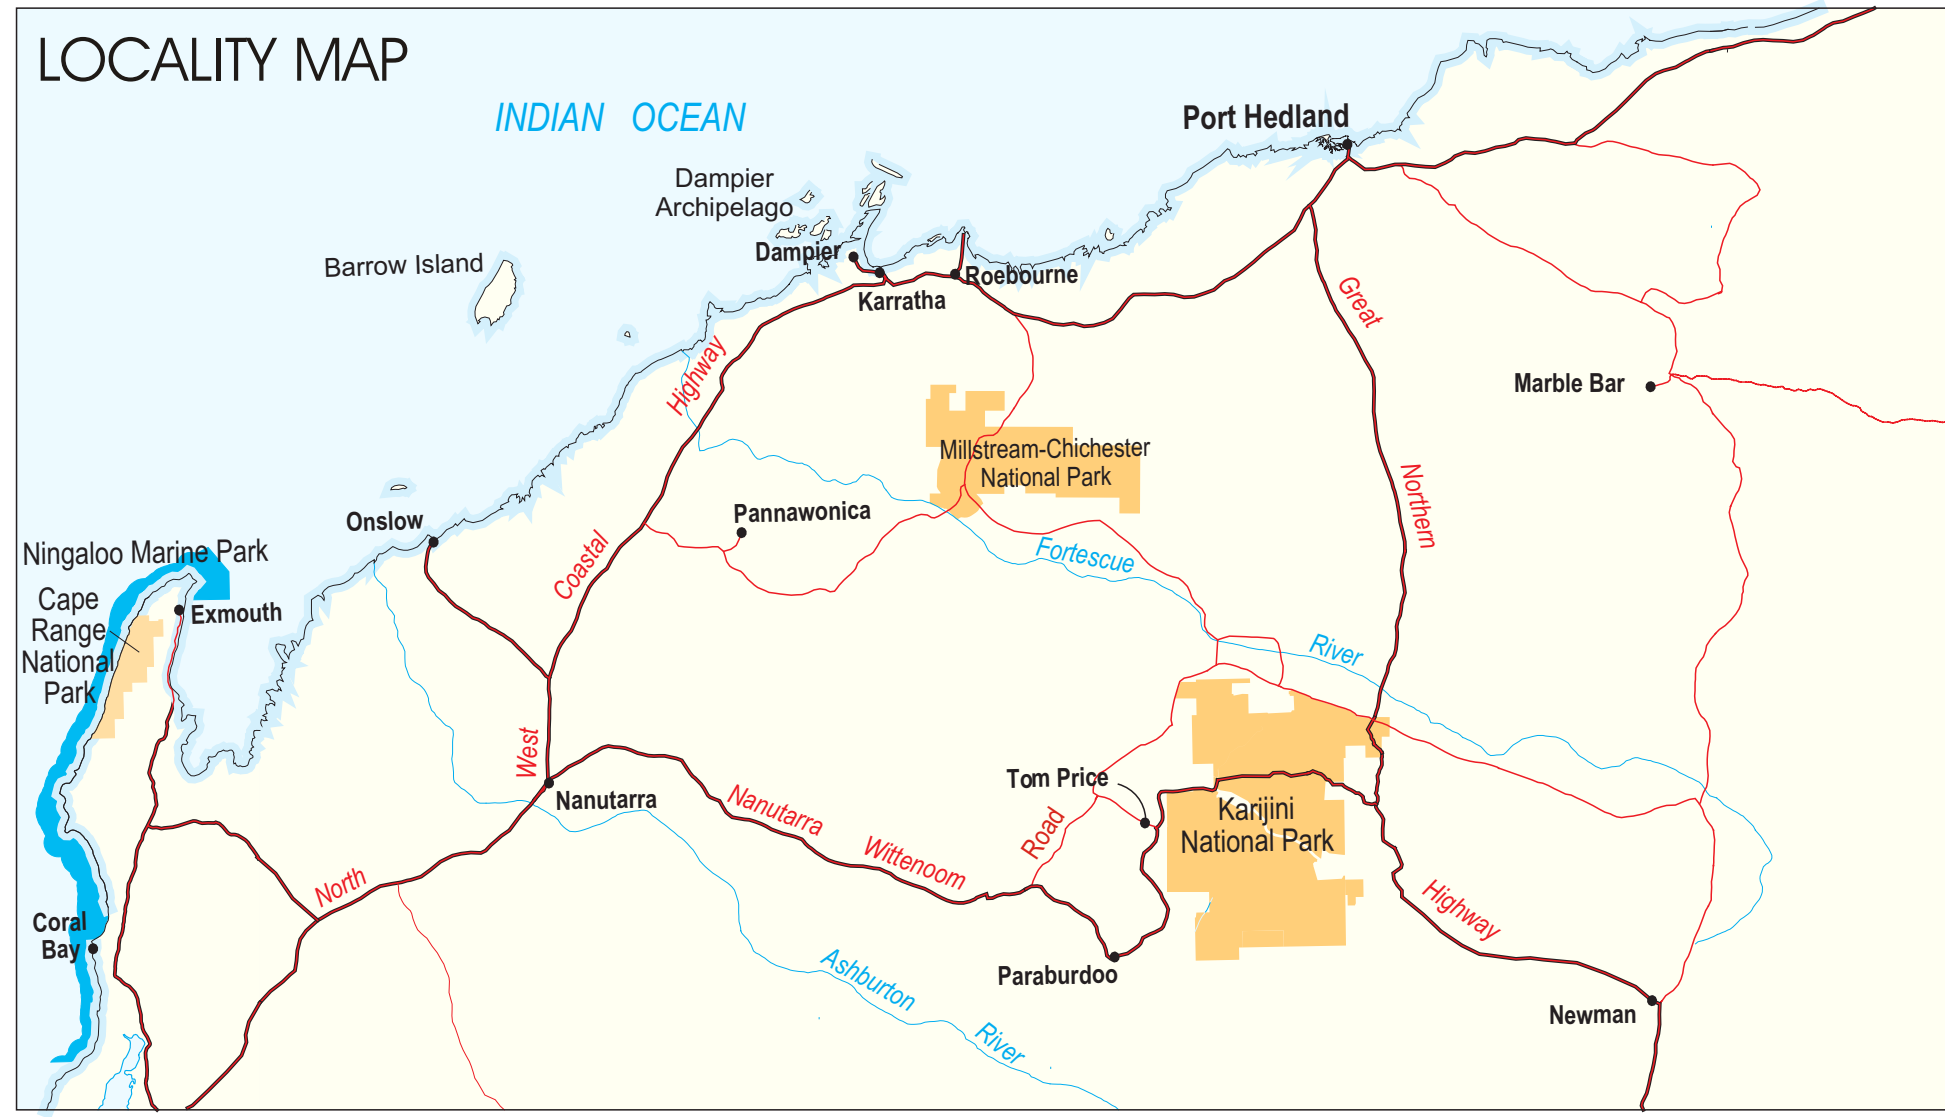 LOCALITY MAP
INDIAN OCEAN
Port Hedland
Dampier
Archipelago
Dampier
Barrow Island
Roebourne
Karratha
Great
Highway
Marble Bar
Millstream-Chichester
National Park
Northern
Pannawonica
Onslow
Coastal
Fortescue
Ningaloo Marine Park
Cape
Range
National
Park
Exmouth
River
West
Tom Price
Nanutarra
Nanutarra
Wittenoom
Road
Karijini
National Park
North
Highway
Coral
Bay
Paraburdoo
Ashburton
River
Newman